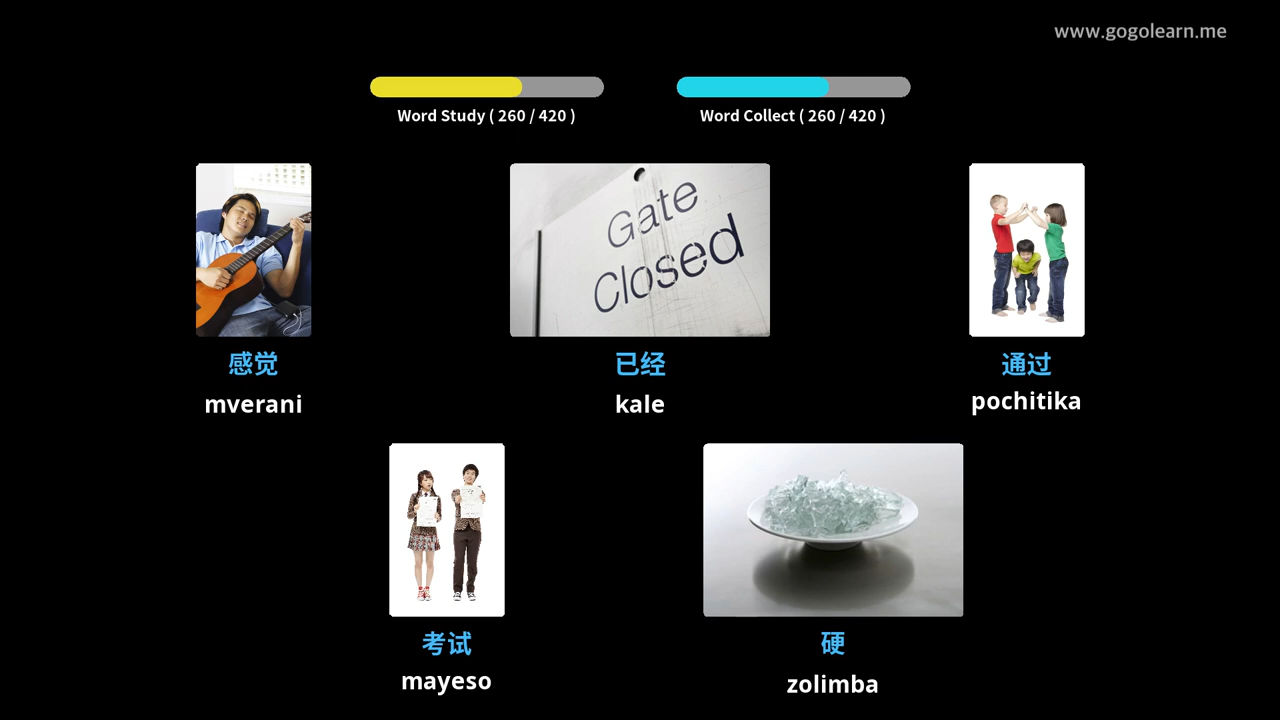 www.gogolearn.me
Word Study ( 260 / 420 )
Word Collect ( 260 / 420 )
Gate
Closed
感觉
mverani
已经
kale
通过
pochitika
考试
mayeso
硬
zolimba